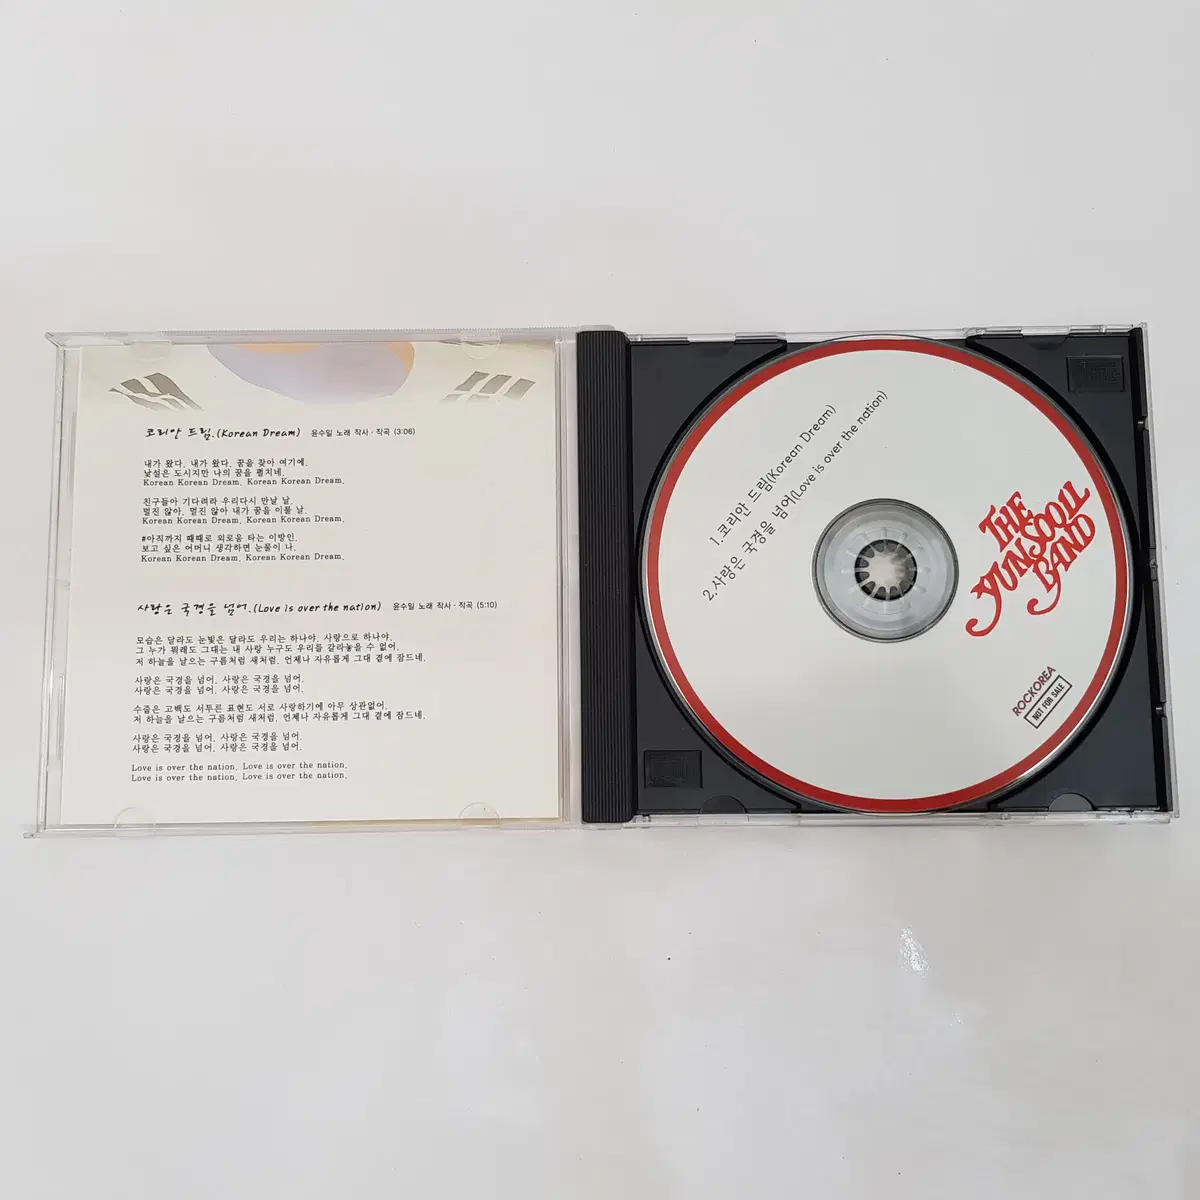 코리안 드림.(Korean Dream) 윤수일 노래 작사·작곡 (3:06)
내가 왔다. 내가 왔다. 꿈을 찾아 여기에.
낯설은 도시지만 나의 꿈을 펼치네.
Korean Korean Dream. Korean Korean Dream.
친구들아 기다려라 우리다시 만날 날.
멀진 않아. 멀진 않아 내가 꿈을 이룰 날.
Korean Korean Dream. Korean Korean Dream.
#아직까지 때때로 외로움 타는 이방인.
보고 싶은 어머니 생각하면 눈물이 나.
Korean Korean Dream. Korean Korean Dream.
사랑은 국경을 넘어.(Love is over the nation) 윤수일 노래 작사·작곡 (5:10)
모습은 달라도 눈빛은 달라도 우리는 하나야. 사랑으로 하나야.
그 누가 뭐래도 그대는 내 사랑 누구도 우리를 갈라놓을 수 없어.
저 하늘을 날으는 구름처럼 새처럼. 언제나 자유롭게 그대 곁에 잠드네.
사랑은 국경을 넘어. 사랑은 국경을 넘어.
사랑은 국경을 넘어. 사랑은 국경을 넘어.
수줍은 고백도 서투른 표현도 서로 사랑하기에 아무 상관없어.
저 하늘을 날으는 구름처럼 새처럼. 언제나 자유롭게 그대 곁에 잠드네.
사랑은 국경을 넘어. 사랑은 국경을 넘어.
사랑은 국경을 넘어. 사랑은 국경을 넘어.
Love is over the nation. Love is over the nation.
Love is over the nation. Love is over the nation.
1.코리안 드림(Korean Dream)
2.사랑은 국경을 넘어(Love is over the nation)
THE
YUNSOOIL
BAND
ROCKOREA
NOT FOR SALE